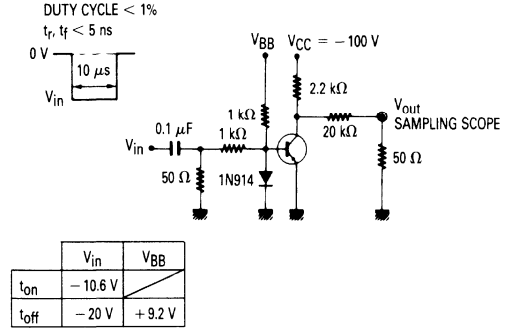 DUTY CYCLE < 1%
tr, tf < 5 ns
0 V
10 μs
Vin
VBB
VCC = − 100 V
2.2 kΩ
1 kΩ
0.1 μF
1 kΩ
Vin
20 kΩ
Vout
SAMPLING SCOPE
50 Ω
1N914
50 Ω
Vin VBB
ton − 10.6 V
toff − 20 V + 9.2 V